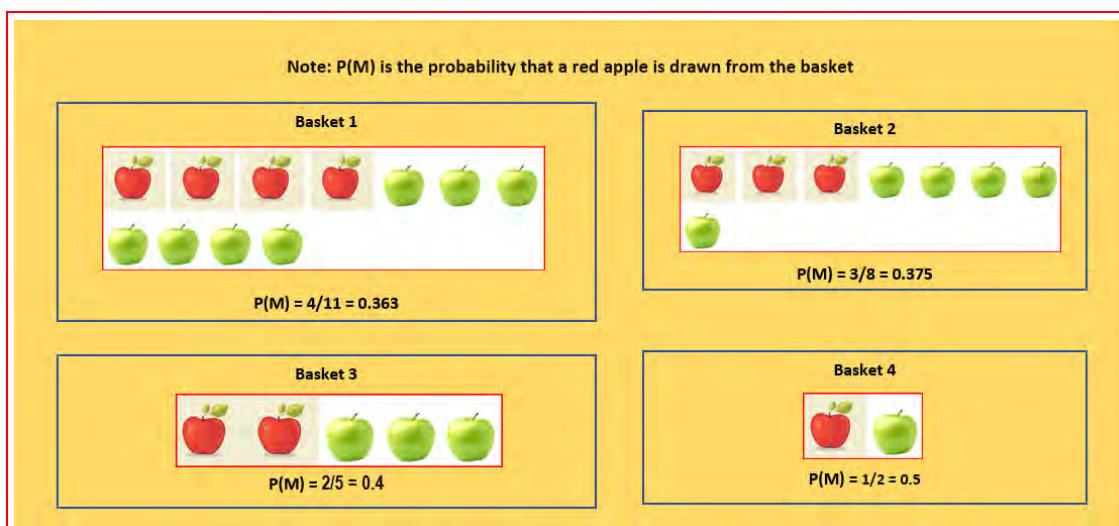 Note: P(M) is the probability that a red apple is drawn from the basket
Basket 1
P(M) = 4/11 = 0.363
Basket 2
P(M) = 3/8 = 0.375
Basket 3
P(M) = 2/5 = 0.4
Basket 4
P(M) = 1/2 = 0.5